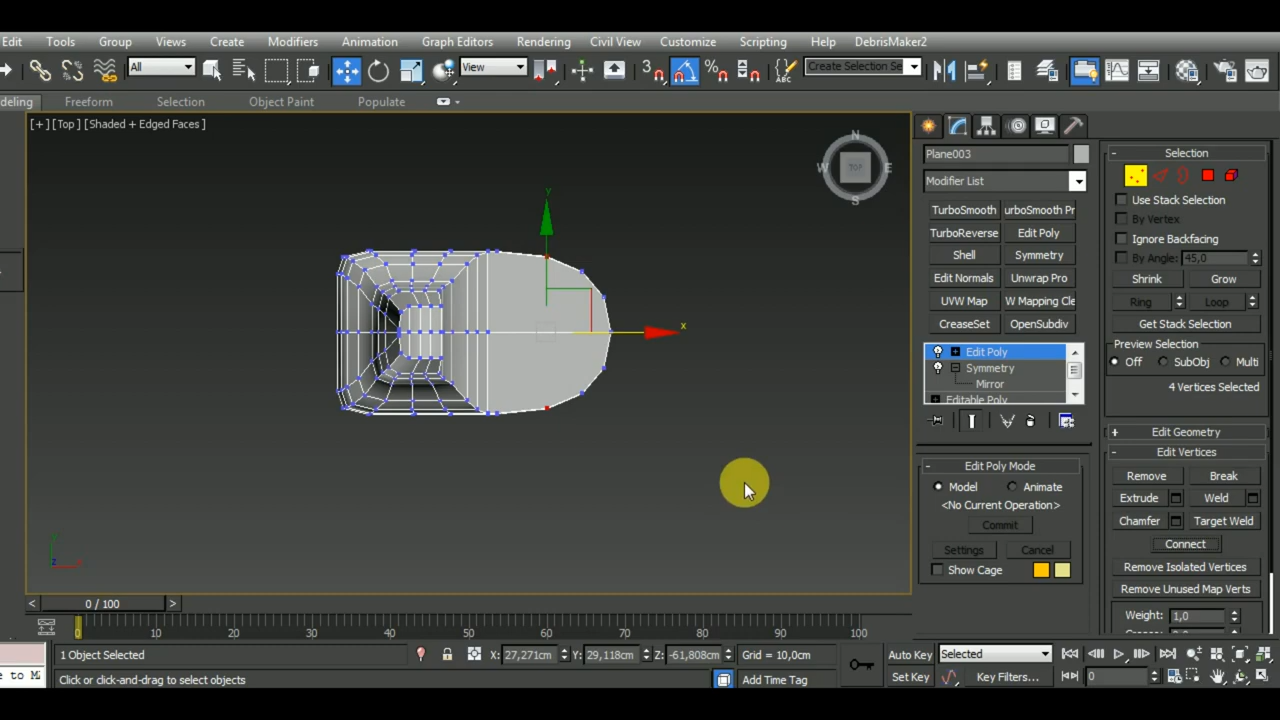 Edit Tools Group Views Create Modifiers Animation Graph Editors Rendering Civil View Customize Scripting Help DebrisMaker2
All View 3 Create Selection Se
deling Freeform Selection Object Paint Populate
[+] [Top] [Shaded + Edged Faces ]
N
W TOP E
S
y
x
Plane003
Modifier List
TurboSmooth urboSmooth Pr
TurboReverse Edit Poly
Shell Symmetry
Edit Normals Unwrap Pro
UVW Map W Mapping Cle
CreaseSet OpenSubdiv
Edit Poly
Symmetry
Mirror
Editable Poly
- Edit Poly Mode
Model Animate
<No Current Operation>
Commit
Settings Cancel
Show Cage
- Selection
Use Stack Selection
By Vertex
Ignore Backfacing
By Angle: 45,0
Shrink Grow
Ring Loop
Get Stack Selection
Preview Selection
Off SubObj Multi
4 Vertices Selected
+ Edit Geometry
- Edit Vertices
Remove Break
Extrude Weld
Chamfer Target Weld
Connect
Remove Isolated Vertices
Remove Unused Map Verts
Weight: 1,0
z
< 0 / 100 >
0 10 20 30 40 50 60 70 80 90 100
1 Object Selected X: 27,271cm Y: 29,118cm Z: -61,808cm Grid = 10,0cm Auto Key Selected
e to M Click or click-and-drag to select objects Add Time Tag Set Key Key Filters... 0